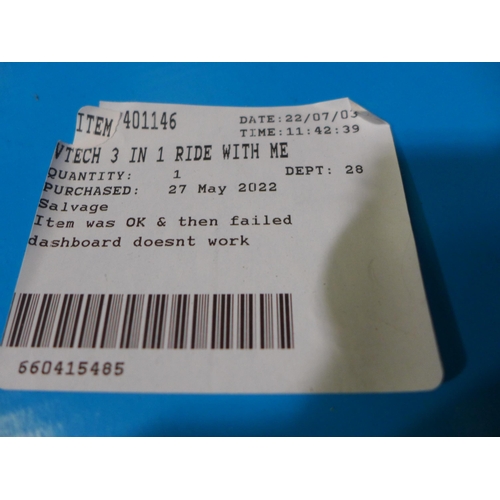 ITEM 401146 DATE:22/07/03
TIME:11:42:39
VTECH 3 IN 1 RIDE WITH ME
QUANTITY: 1 DEPT: 28
PURCHASED: 27 May 2022
Salvage
Item was OK & then failed
dashboard doesnt work
660415485